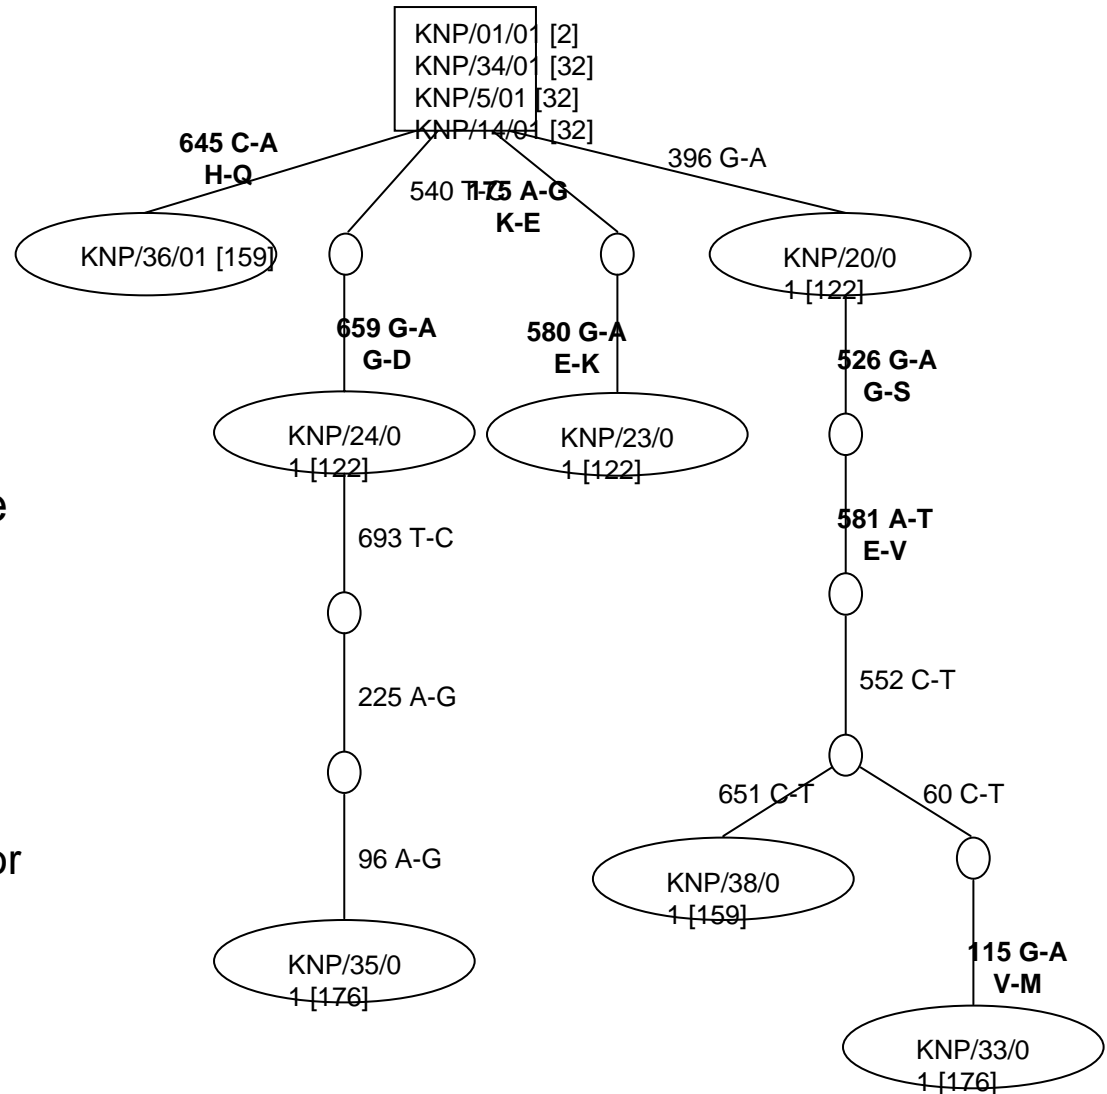 KNP/01/01 [2]
KNP/34/01 [32]
KNP/5/01 [32]
KNP/14/01 [32]
645 C-A
H-Q
540 T-C
175 A-G
K-E
396 G-A
KNP/36/01 [159]
KNP/20/0
1 [122]
659 G-A
G-D
580 G-A
E-K
526 G-A
G-S
KNP/24/0
1 [122]
KNP/23/0
1 [122]
e
693 T-C
581 A-T
E-V
225 A-G
552 C-T
651 C-T
60 C-T
or
96 A-G
KNP/38/0
1 [159]
KNP/35/0
1 [176]
115 G-A
V-M
KNP/33/0
1 [176]